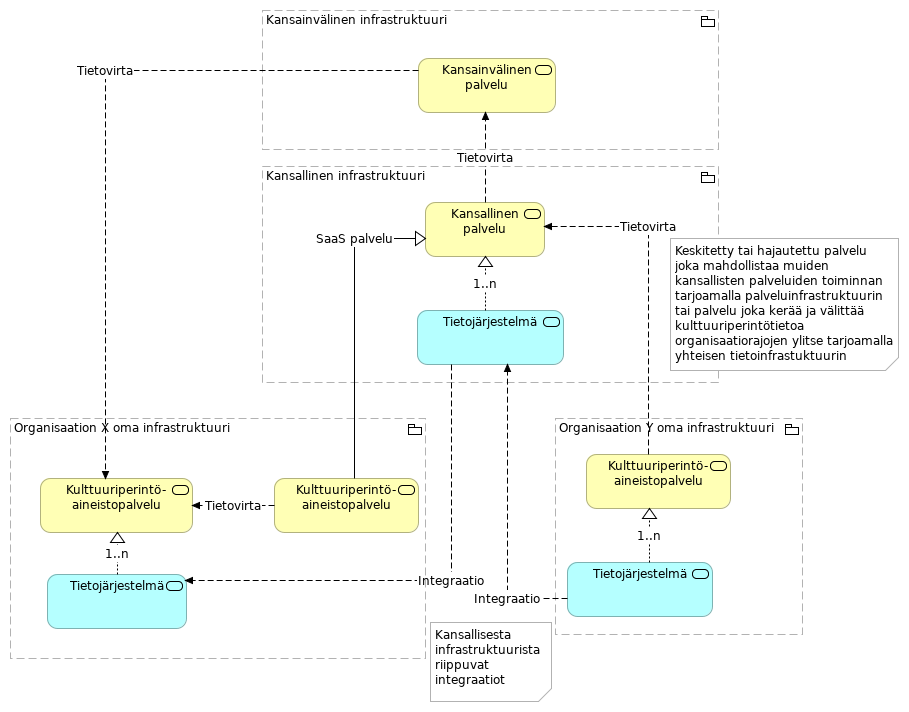 Kansainvälinen infrastruktuuri
Kansainvälinen
palvelu
Tietovirta
Tietovirta
Kansallinen infrastruktuuri
Kansallinen
palvelu
SaaS palvelu
Tietovirta
1..n
Tietojärjestelmä
Keskitetty tai hajautettu palvelu
joka mahdollistaa muiden
kansallisten palveluiden toiminnan
tarjoamalla palveluinfrastruktuurin
tai palvelu joka kerää ja välittää
kulttuuriperintötietoa
organisaatiorajojen ylitse tarjoamalla
yhteisen tietoinfrastuktuurin
Organisaation X oma infrastruktuuri
Kulttuuriperintö-
aineistopalvelu
Tietovirta
Kulttuuriperintö-
aineistopalvelu
1..n
Tietojärjestelmä
Integraatio
Organisaation Y oma infrastruktuuri
Kulttuuriperintö-
aineistopalvelu
1..n
Tietojärjestelmä
Integraatio
Kansallisesta
infrastruktuurista
riippuvat
integraatiot